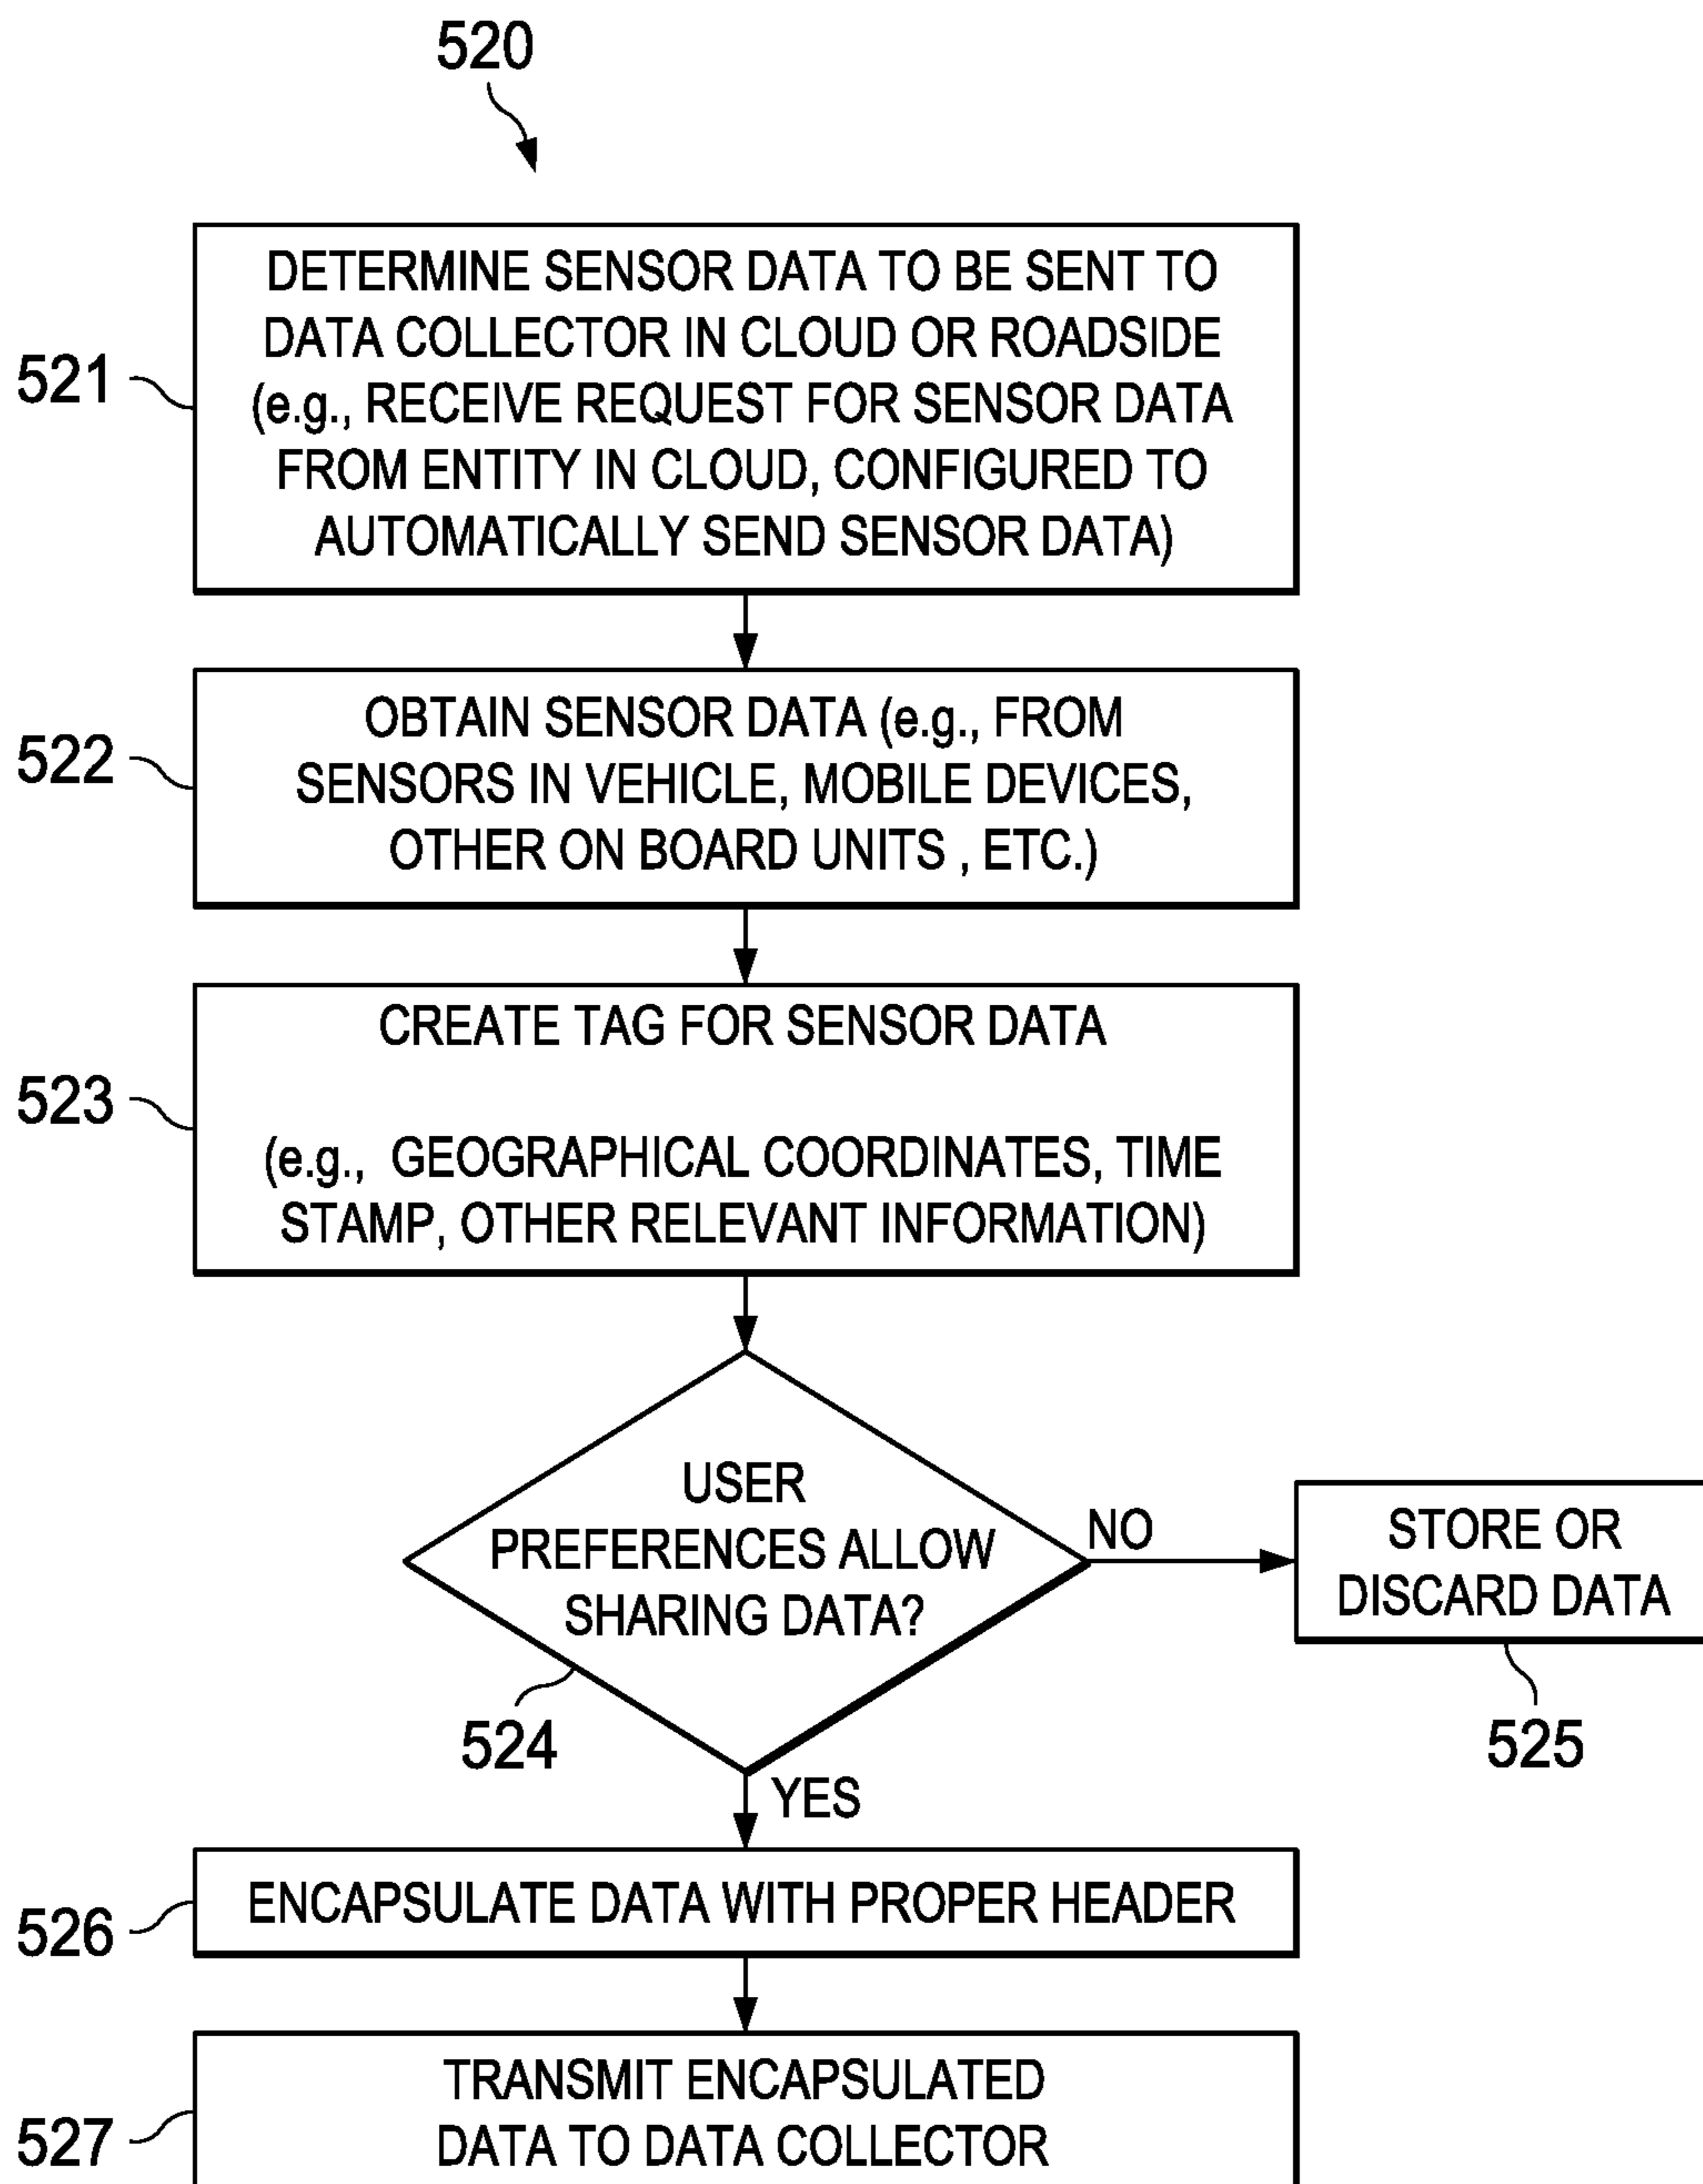 520
521
DETERMINE SENSOR DATA TO BE SENT TO
DATA COLLECTOR IN CLOUD OR ROADSIDE
(e.g., RECEIVE REQUEST FOR SENSOR DATA
FROM ENTITY IN CLOUD, CONFIGURED TO
AUTOMATICALLY SEND SENSOR DATA)
522
OBTAIN SENSOR DATA (e.g., FROM
SENSORS IN VEHICLE, MOBILE DEVICES,
OTHER ON BOARD UNITS , ETC.)
523
CREATE TAG FOR SENSOR DATA
(e.g., GEOGRAPHICAL COORDINATES, TIME
STAMP, OTHER RELEVANT INFORMATION)
USER
PREFERENCES ALLOW
SHARING DATA?
524
NO
STORE OR
DISCARD DATA
525
YES
526
ENCAPSULATE DATA WITH PROPER HEADER
527
TRANSMIT ENCAPSULATED
DATA TO DATA COLLECTOR